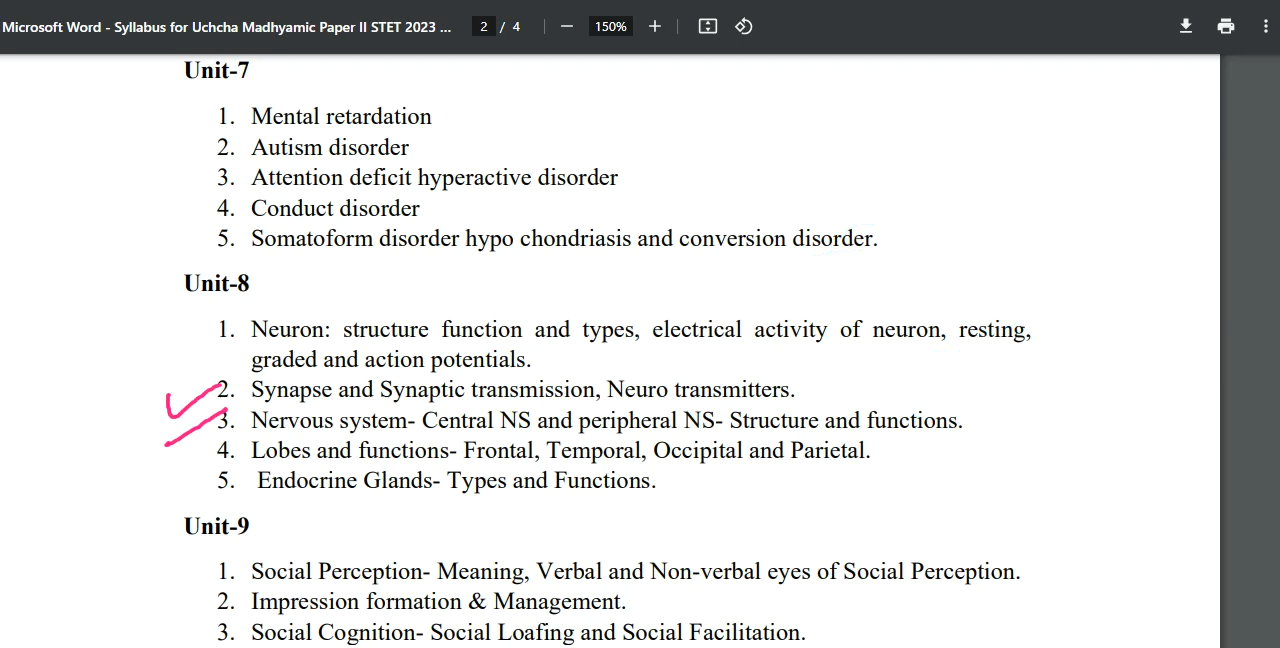 Microsoft Word - Syllabus for Uchcha Madhyamic Paper II STET 2023 ... 2 / 4 150%
Unit-7
1. Mental retardation
2. Autism disorder
3. Attention deficit hyperactive disorder
4. Conduct disorder
5. Somatoform disorder hypo chondriasis and conversion disorder.
Unit-8
1. Neuron: structure function and types, electrical activity of neuron, resting,
graded and action potentials.
2. Synapse and Synaptic transmission, Neuro transmitters.
3. Nervous system- Central NS and peripheral NS- Structure and functions.
4. Lobes and functions- Frontal, Temporal, Occipital and Parietal.
5. Endocrine Glands- Types and Functions.
Unit-9
1. Social Perception- Meaning, Verbal and Non-verbal eyes of Social Perception.
2. Impression formation & Management.
3. Social Cognition- Social Loafing and Social Facilitation.